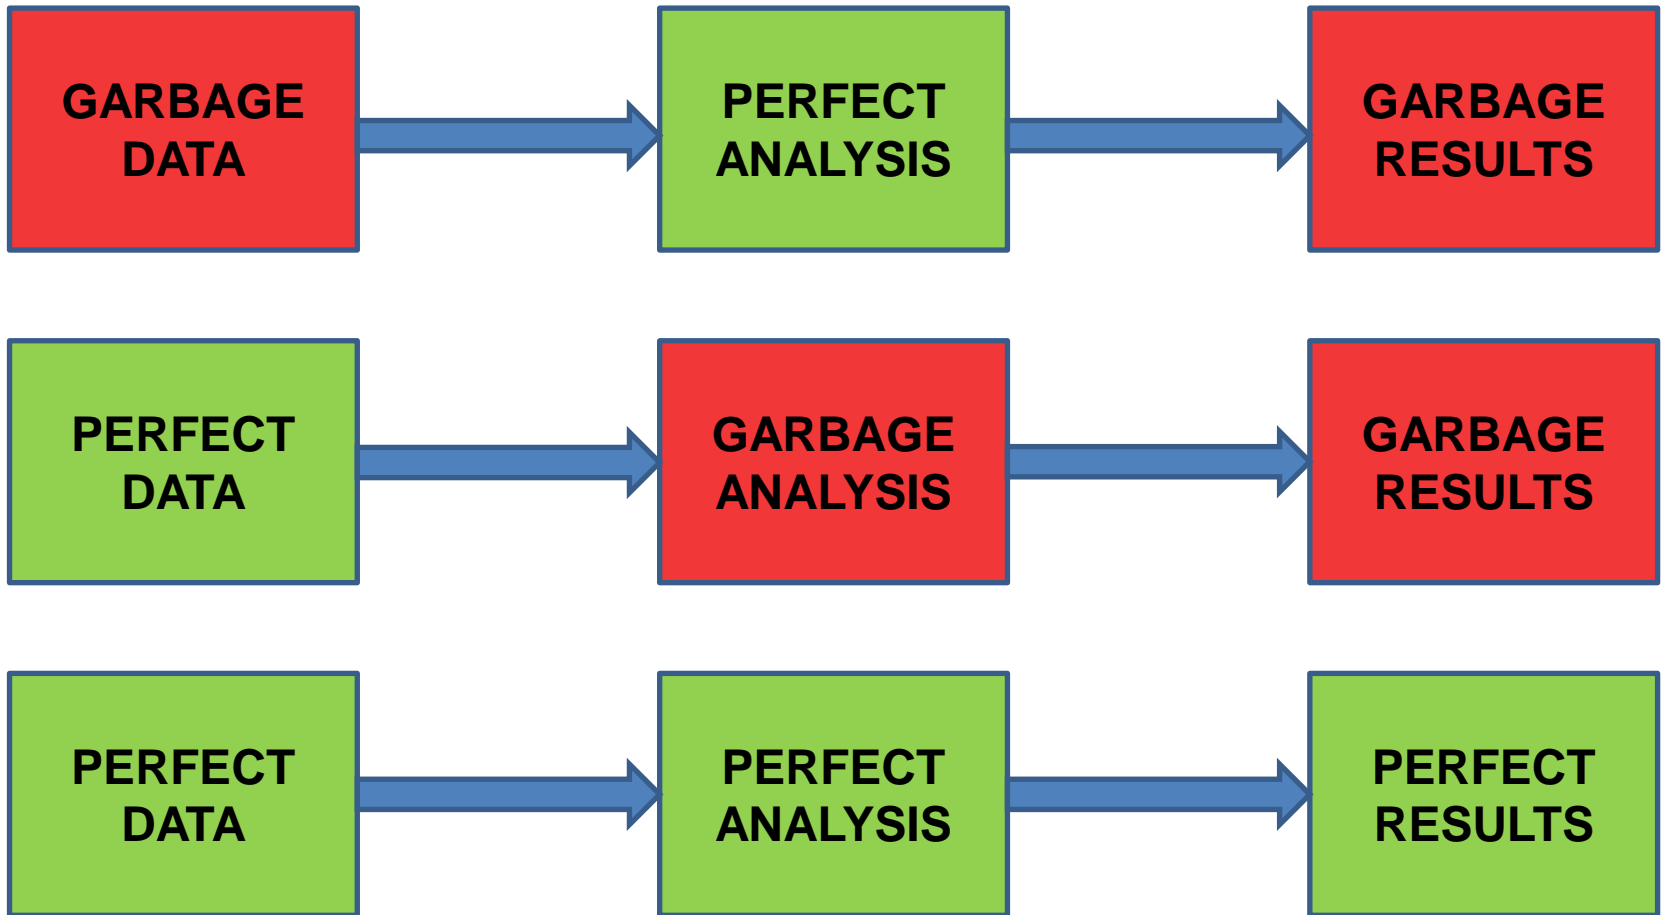 GARBAGE
DATA
PERFECT
ANALYSIS
GARBAGE
RESULTS
PERFECT
DATA
GARBAGE
ANALYSIS
GARBAGE
RESULTS
PERFECT
DATA
PERFECT
ANALYSIS
PERFECT
RESULTS